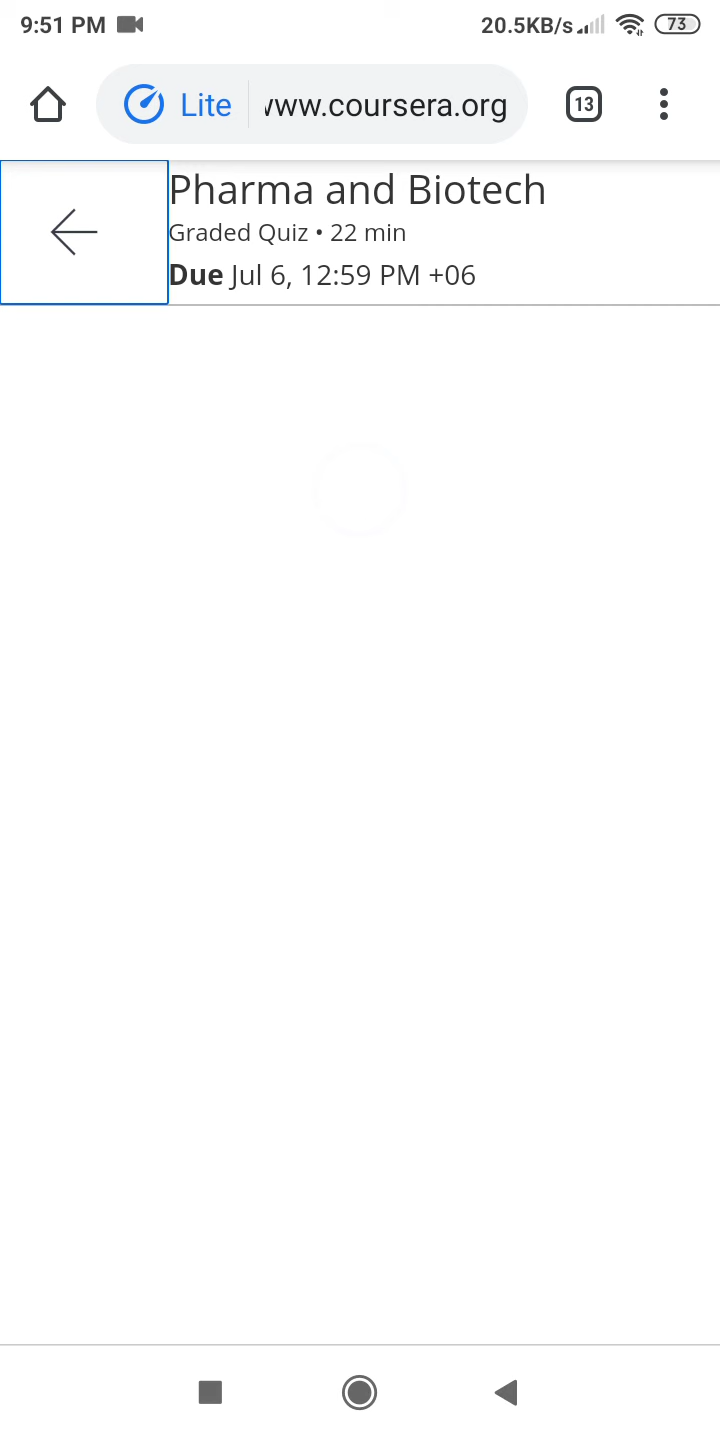 9:51 PM 20.5KB/s 73
Lite www.coursera.org 13
Pharma and Biotech
Graded Quiz • 22 min
Due Jul 6, 12:59 PM +06